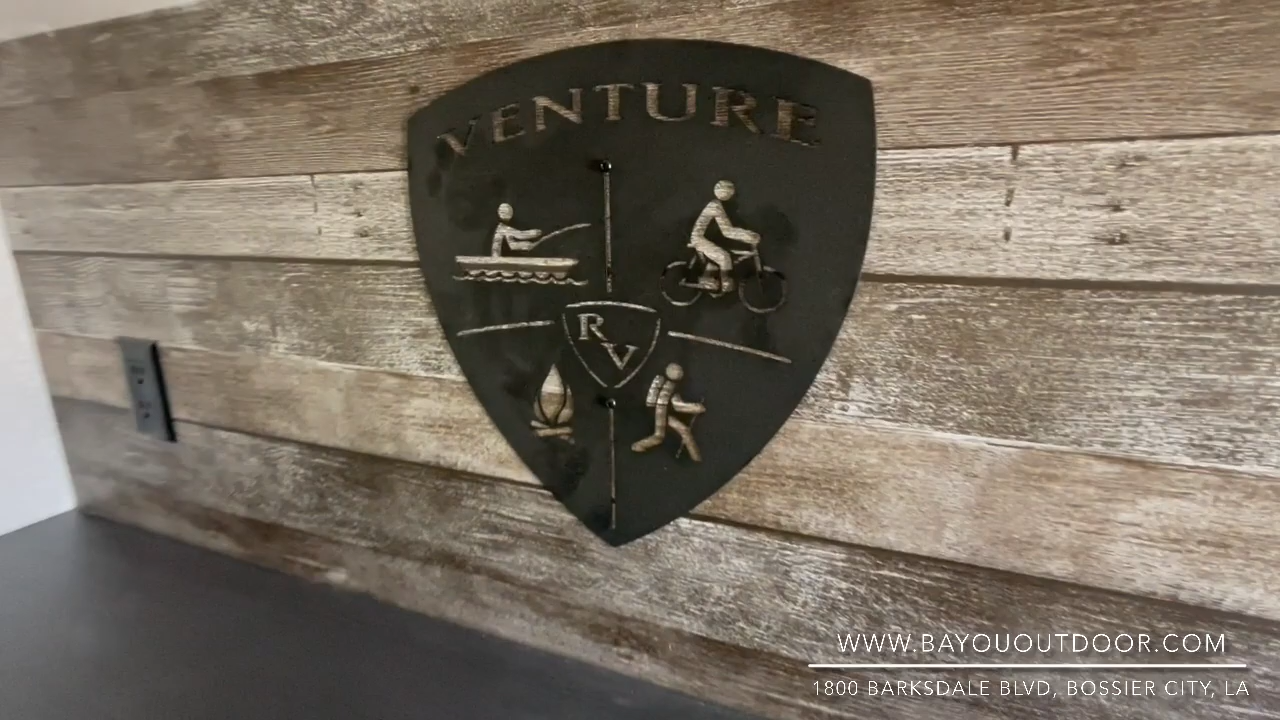 VENTURE
R
V
WWW.BAYOUOUTDOOR.COM
1800 BARKSDALE BLVD, BOSSIER CITY, LA